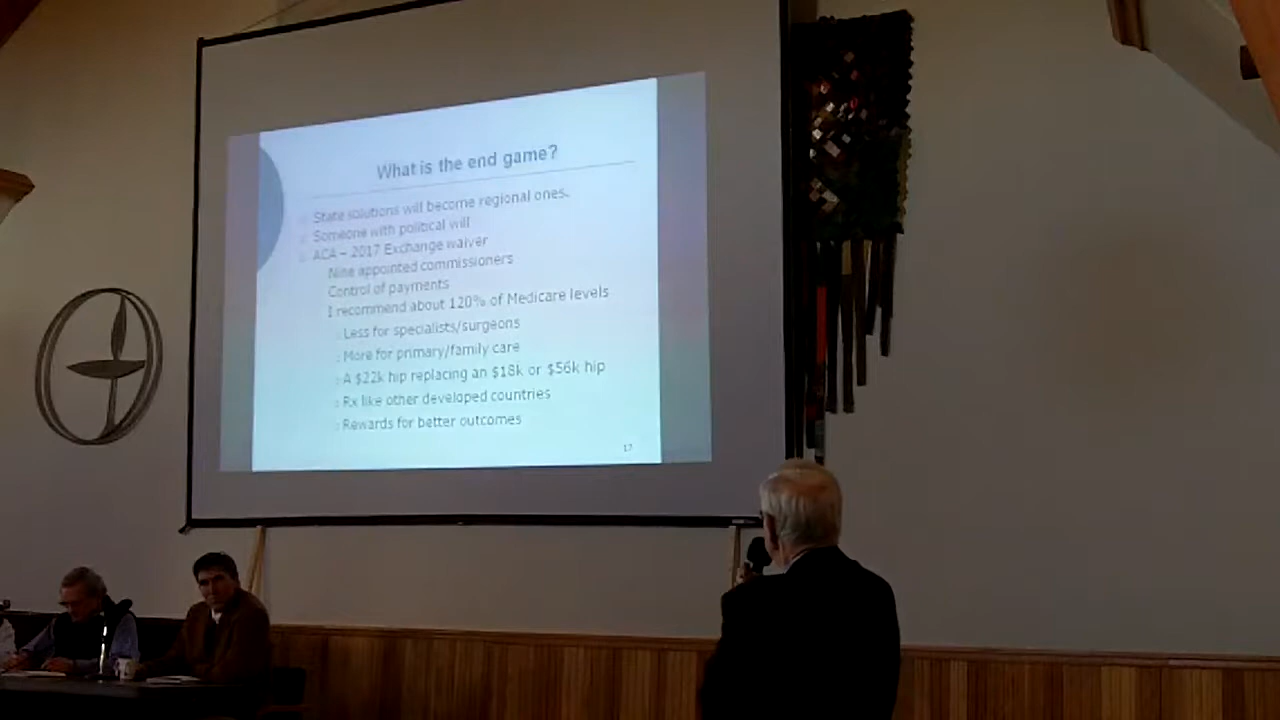 What is the end game?
State solutions will become regional ones.
Someone with political will
ACA – 2017 Exchange waiver
Nine appointed commissioners
Control of payments
I recommend about 120% of Medicare levels
Less for specialists/surgeons
More for primary/family care
A $22k hip replacing an $18k or $56k hip
Rx like other developed countries
Rewards for better outcomes
17